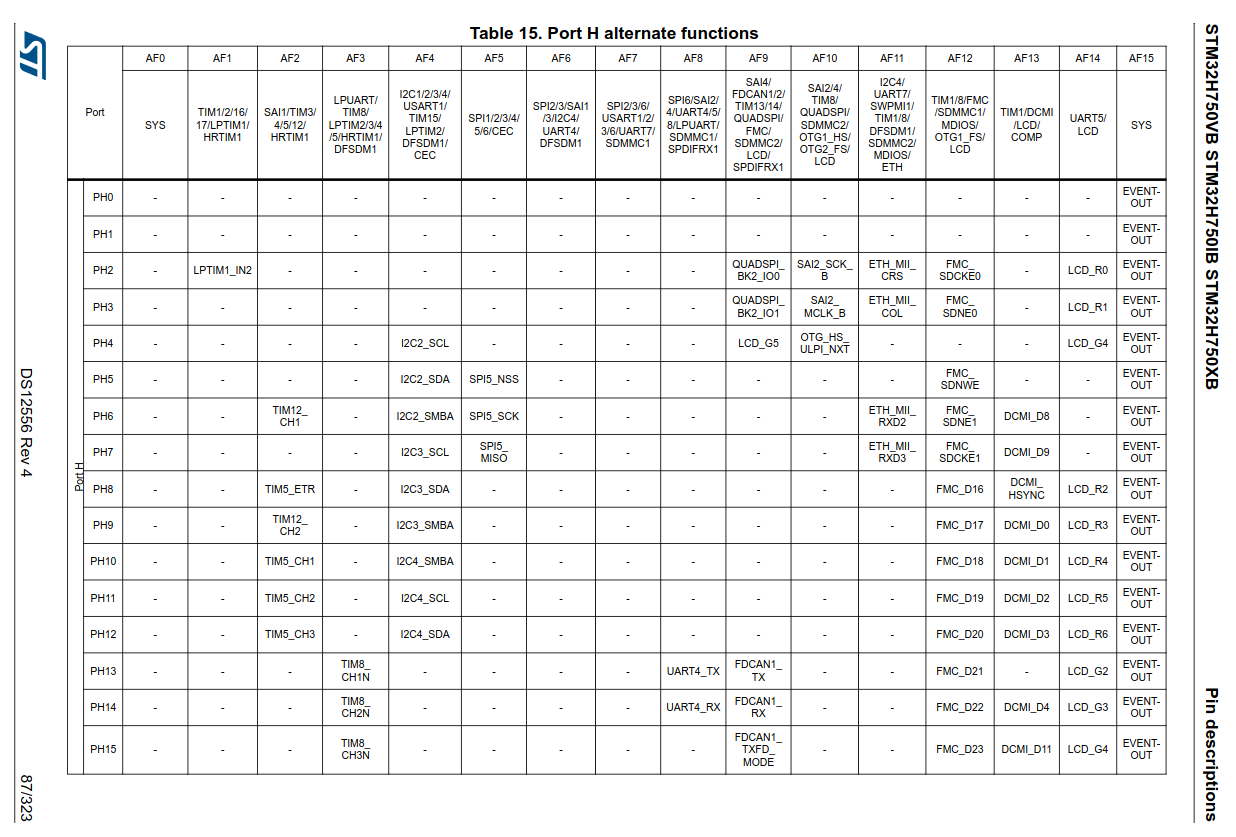 Table 15. Port H alternate functions
Port AF0 AF1 AF2 AF3 AF4 AF5 AF6 AF7 AF8 AF9 AF10 AF11 AF12 AF13 AF14 AF15
SYS
TIM1/2/16/
17/LPTIM1/
HRTIM1
SAI1/TIM3/
4/5/12/
HRTIM1
LPUART/
TIM8/
LPTIM2/3/4
/5/HRTIM1/
DFSDM1
I2C1/2/3/4/
USART1/
TIM15/
LPTIM2/
DFSDM1/
CEC
SPI1/2/3/4/
5/6/CEC
SPI2/3/SAI1
/3/I2C4/
UART4/
DFSDM1
SPI2/3/6/
USART1/2/
3/6/UART7/
SDMMC1
SPI6/SAI2/
4/UART4/5/
8/LPUART/
SDMMC1/
SPDIFRX1
SAI4/
FDCAN1/2/
TIM13/14/
QUADSPI/
FMC/
SDMMC2/
LCD/
SPDIFRX1
SAI2/4/
TIM8/
QUADSPI/
SDMMC2/
OTG1_HS/
OTG2_FS/
LCD
I2C4/
UART7/
SWPMI1/
TIM1/8/
DFSDM1/
SDMMC2/
MDIOS/
ETH
TIM1/8/FMC
/SDMMC1/
MDIOS/
OTG1_FS/
LCD
TIM1/DCMI
/LCD/
COMP
UART5/
LCD
SYS
Port H
PH0 - - - - - - - - - - - - - - - EVENT-OUT
PH1 - - - - - - - - - - - - - - - EVENT-OUT
PH2 - LPTIM1_IN2 - - - - - - - QUADSPI_BK2_IO0 SAI2_SCK_B ETH_MII_CRS FMC_SDCKE0 - LCD_R0 EVENT-OUT
PH3 - - - - - - - - - QUADSPI_BK2_IO1 SAI2_MCLK_B ETH_MII_COL FMC_SDNE0 - LCD_R1 EVENT-OUT
PH4 - - - - I2C2_SCL - - - - LCD_G5 OTG_HS_ULPI_NXT - - - LCD_G4 EVENT-OUT
PH5 - - - - I2C2_SDA SPI5_NSS - - - - - - FMC_SDNWE - - EVENT-OUT
PH6 - - TIM12_CH1 - I2C2_SMBA SPI5_SCK - - - - - ETH_MII_RXD2 FMC_SDNE1 DCMI_D8 - EVENT-OUT
PH7 - - - - I2C3_SCL SPI5_MISO - - - - - ETH_MII_RXD3 FMC_SDCKE1 DCMI_D9 - EVENT-OUT
PH8 - - TIM5_ETR - I2C3_SDA - - - - - - - FMC_D16 DCMI_HSYNC LCD_R2 EVENT-OUT
PH9 - - TIM12_CH2 - I2C3_SMBA - - - - - - - FMC_D17 DCMI_D0 LCD_R3 EVENT-OUT
PH10 - - TIM5_CH1 - I2C4_SMBA - - - - - - - FMC_D18 DCMI_D1 LCD_R4 EVENT-OUT
PH11 - - TIM5_CH2 - I2C4_SCL - - - - - - - FMC_D19 DCMI_D2 LCD_R5 EVENT-OUT
PH12 - - TIM5_CH3 - I2C4_SDA - - - - - - - FMC_D20 DCMI_D3 LCD_R6 EVENT-OUT
PH13 - - - TIM8_CH1N - - - - UART4_TX FDCAN1_TX - - FMC_D21 - LCD_G2 EVENT-OUT
PH14 - - - TIM8_CH2N - - - - UART4_RX FDCAN1_RX - - FMC_D22 DCMI_D4 LCD_G3 EVENT-OUT
PH15 - - - TIM8_CH3N - - - - - FDCAN1_TXFD_MODE - - FMC_D23 DCMI_D11 LCD_G4 EVENT-OUT
STM32H750VB STM32H750IB STM32H750XB
Pin descriptions
ST
DS12556 Rev 4
87/323